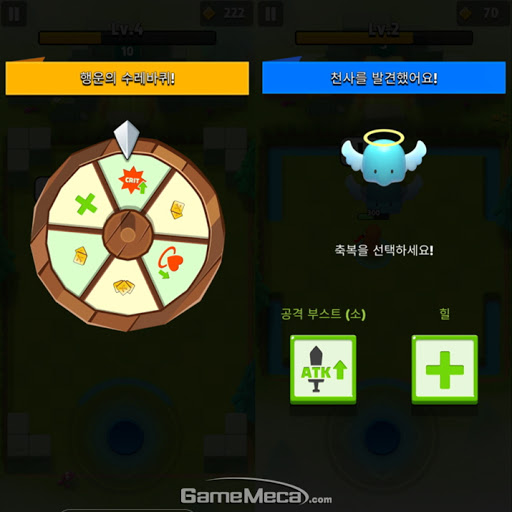 Lv.4
222
10
행운의 수레바퀴!
CRIT
Lv.2
70
천사를 발견했어요!
축복을 선택하세요!
공격 부스트 (소)
힐
ATK
GameMeca.com